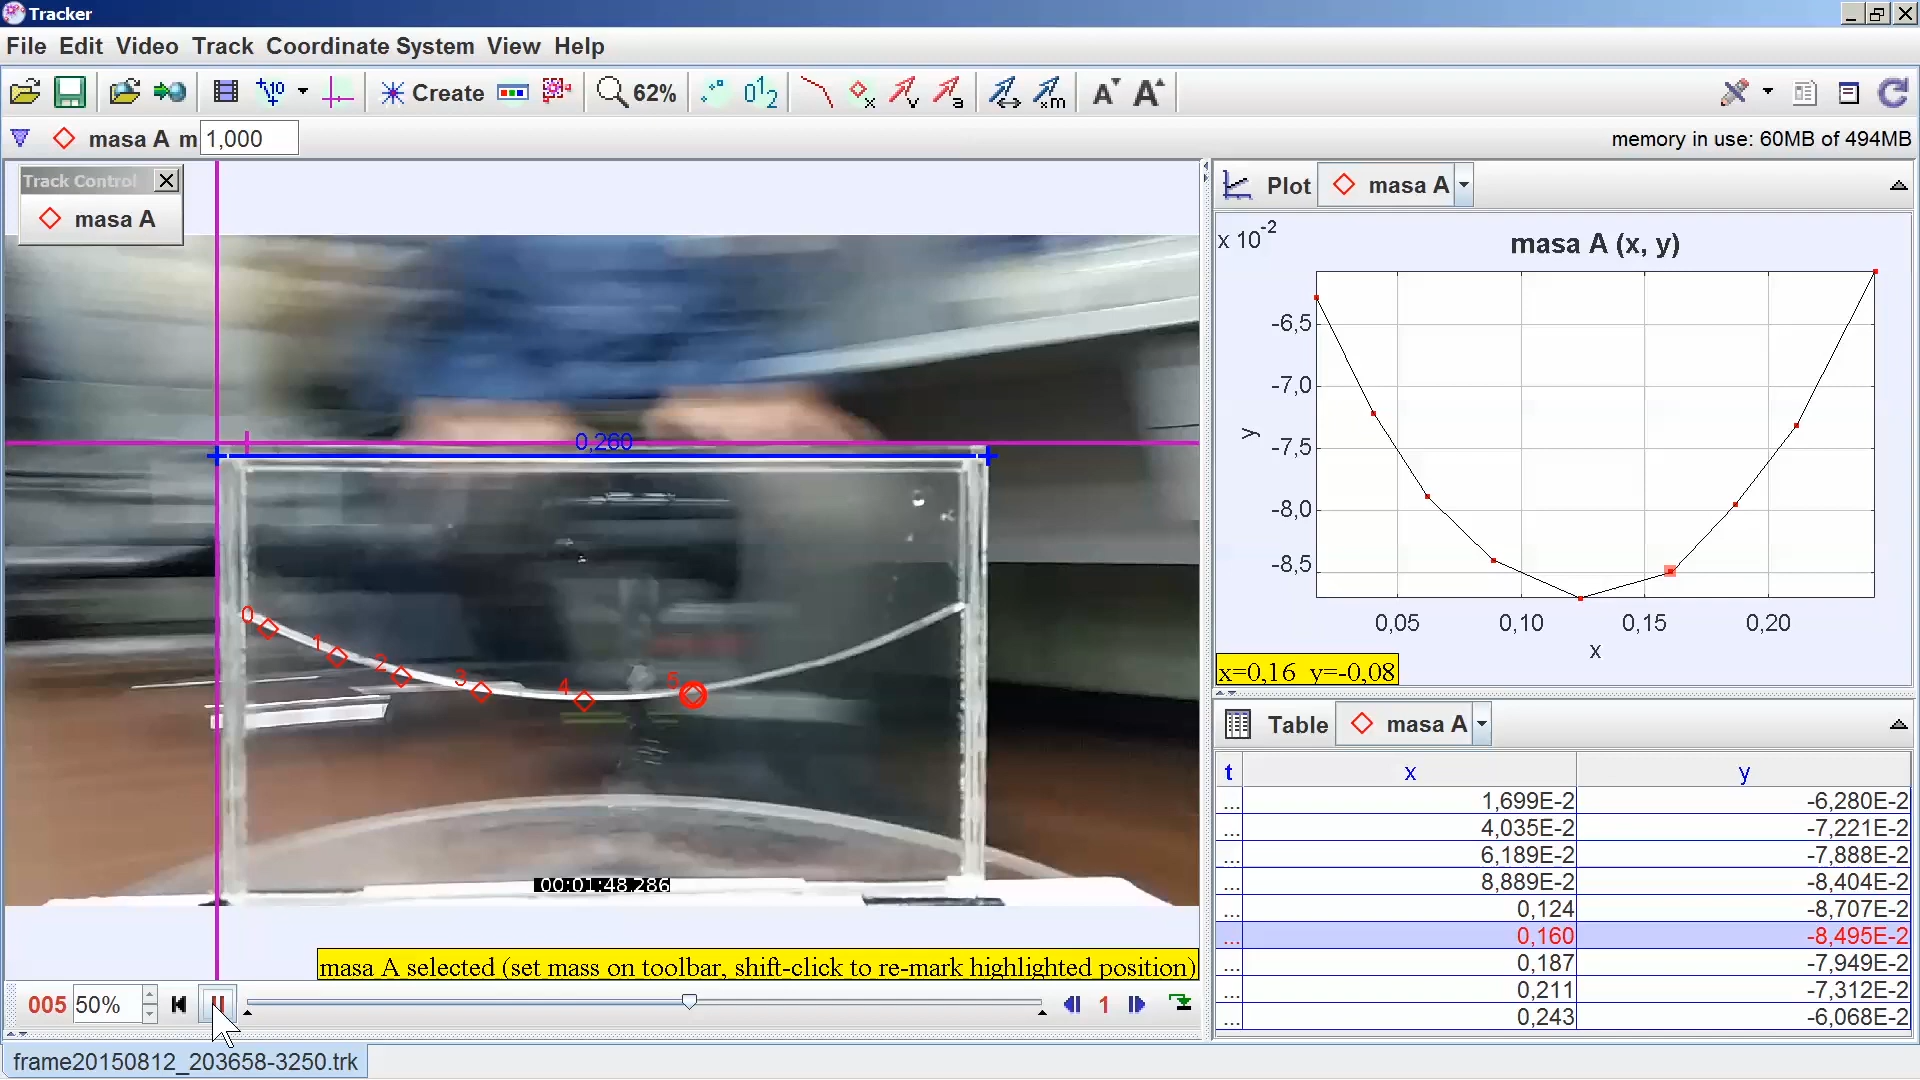 Tracker
File Edit Video Track Coordinate System View Help
Create 62%
masa A m 1,000
memory in use: 60MB of 494MB
Track Control
masa A
0,260
0
1
2
3
4
5
00:01:48.286
masa A selected (set mass on toolbar, shift-click to re-mark highlighted position)
005 50%
1
frame20150812_203658-3250.trk
Plot masa A
x 10-2
masa A (x, y)
-6,5
-7,0
-7,5
-8,0
-8,5
y
0,05 0,10 0,15 0,20
x
x=0,16 y=-0,08
Table masa A
t x y
... 1,699E-2 -6,280E-2
... 4,035E-2 -7,221E-2
... 6,189E-2 -7,888E-2
... 8,889E-2 -8,404E-2
... 0,124 -8,707E-2
... 0,160 -8,495E-2
... 0,187 -7,949E-2
... 0,211 -7,312E-2
... 0,243 -6,068E-2